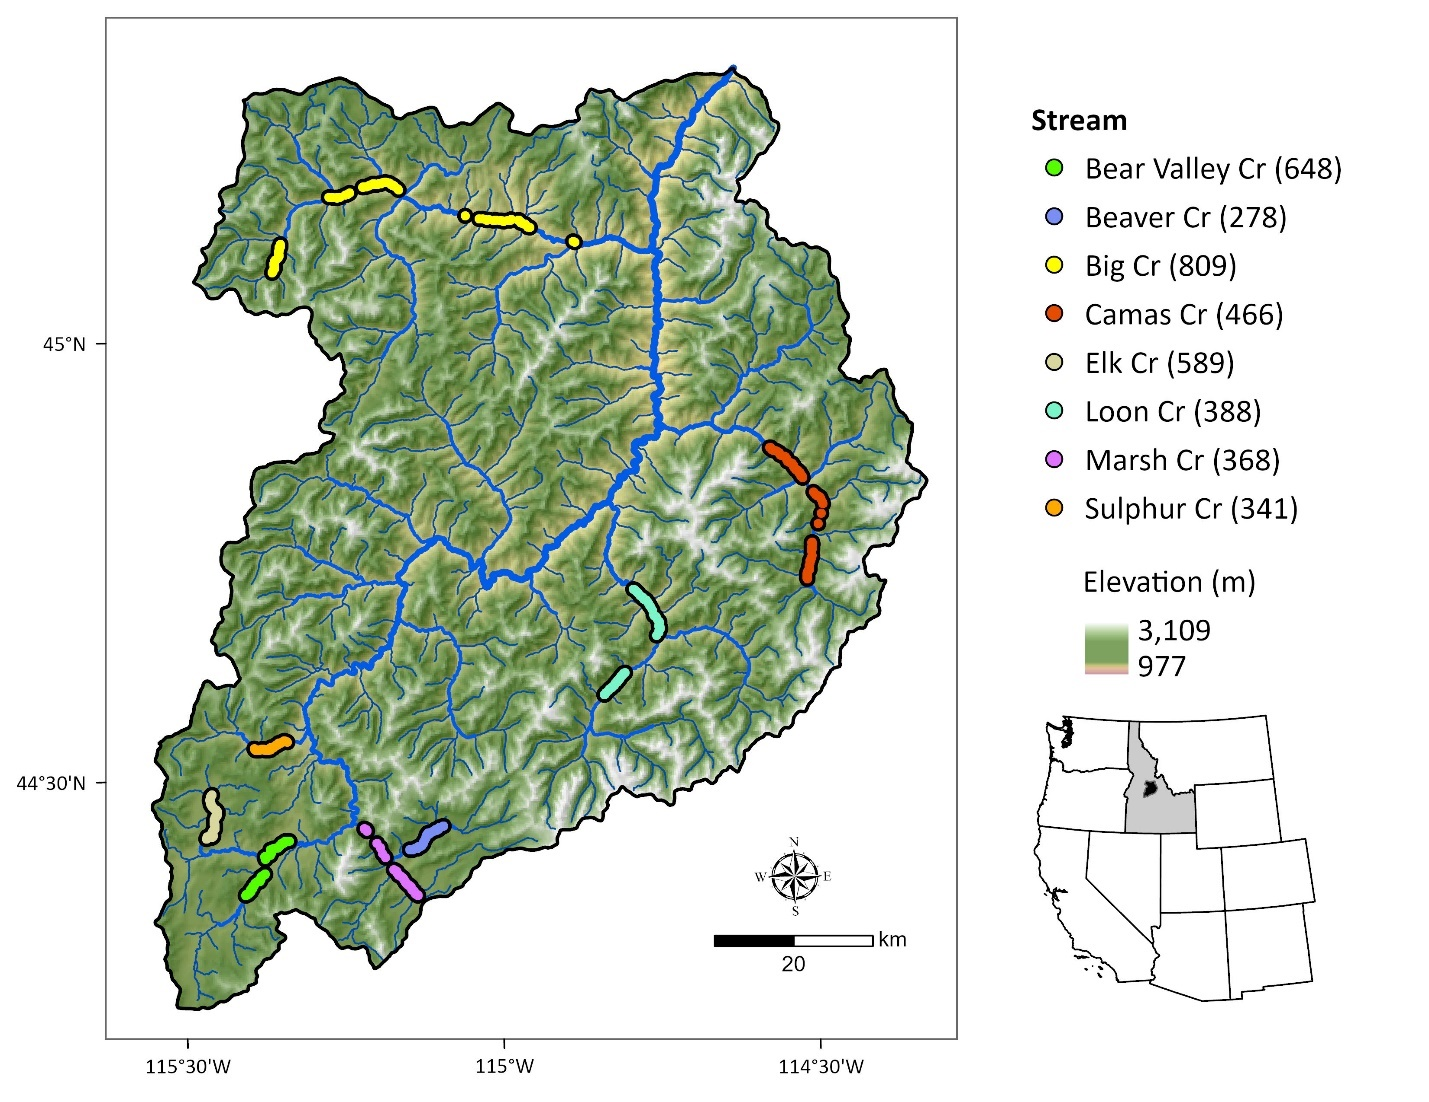 Stream
Bear Valley Cr (648)
Beaver Cr (278)
Big Cr (809)
Camas Cr (466)
Elk Cr (589)
Loon Cr (388)
Marsh Cr (368)
Sulphur Cr (341)
Elevation (m)
3,109
977
45°N
44°30'N
N
W E
S
km
20
115°30'W 115°W 114°30'W